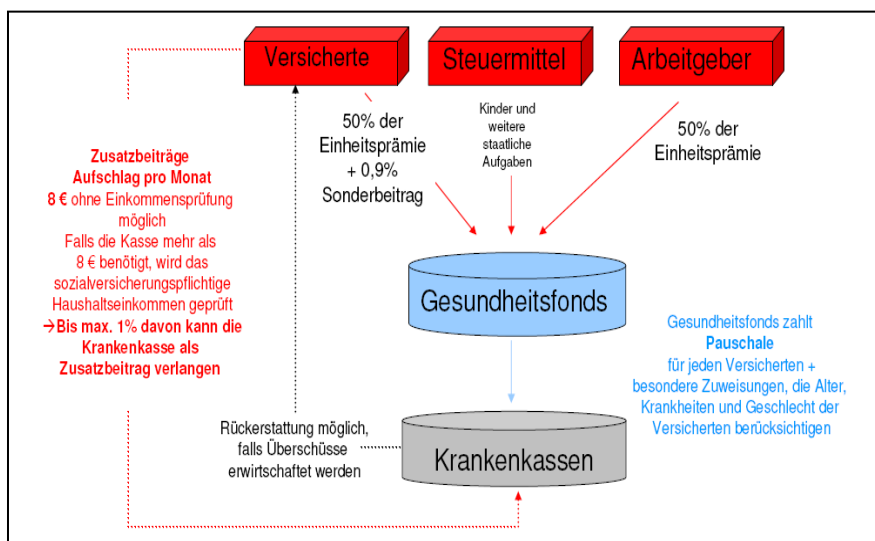 Versicherte
Steuermittel
Arbeitgeber
50% der
Einheitsprämie
+ 0,9%
Sonderbeitrag
Kinder und
weitere
staatliche
Aufgaben
50% der
Einheitsprämie
Zusatzbeiträge
Aufschlag pro Monat
8 € ohne Einkommensprüfung
möglich
Falls die Kasse mehr als
8 € benötigt, wird das
sozialversicherungspflichtige
Haushaltseinkommen geprüft
→Bis max. 1% davon kann die
Krankenkasse als
Zusatzbeitrag verlangen
Gesundheitsfonds
Gesundheitsfonds zahlt
Pauschale
für jeden Versicherten +
besondere Zuweisungen, die Alter,
Krankheiten und Geschlecht der
Versicherten berücksichtigen
Rückerstattung möglich,
falls Überschüsse
erwirtschaftet werden
Krankenkassen